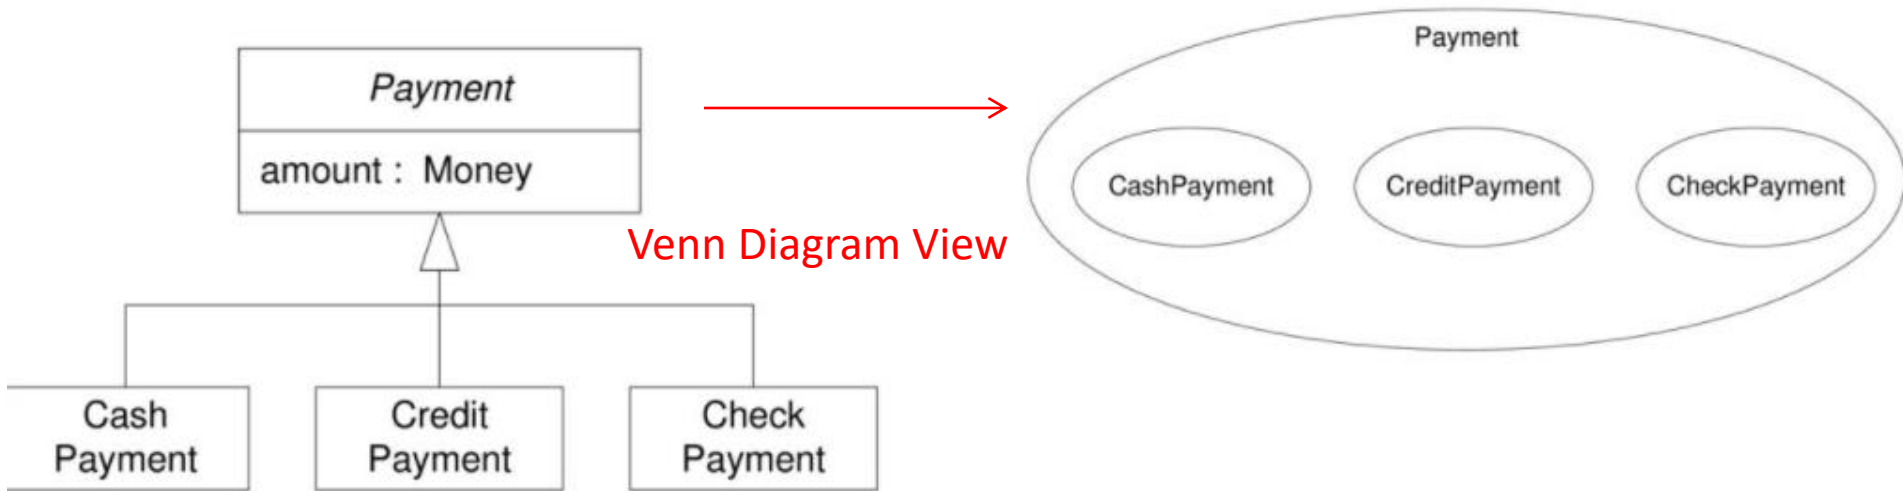 Payment
amount : Money
Cash
Payment
Credit
Payment
Check
Payment
Venn Diagram View
Payment
CashPayment
CreditPayment
CheckPayment